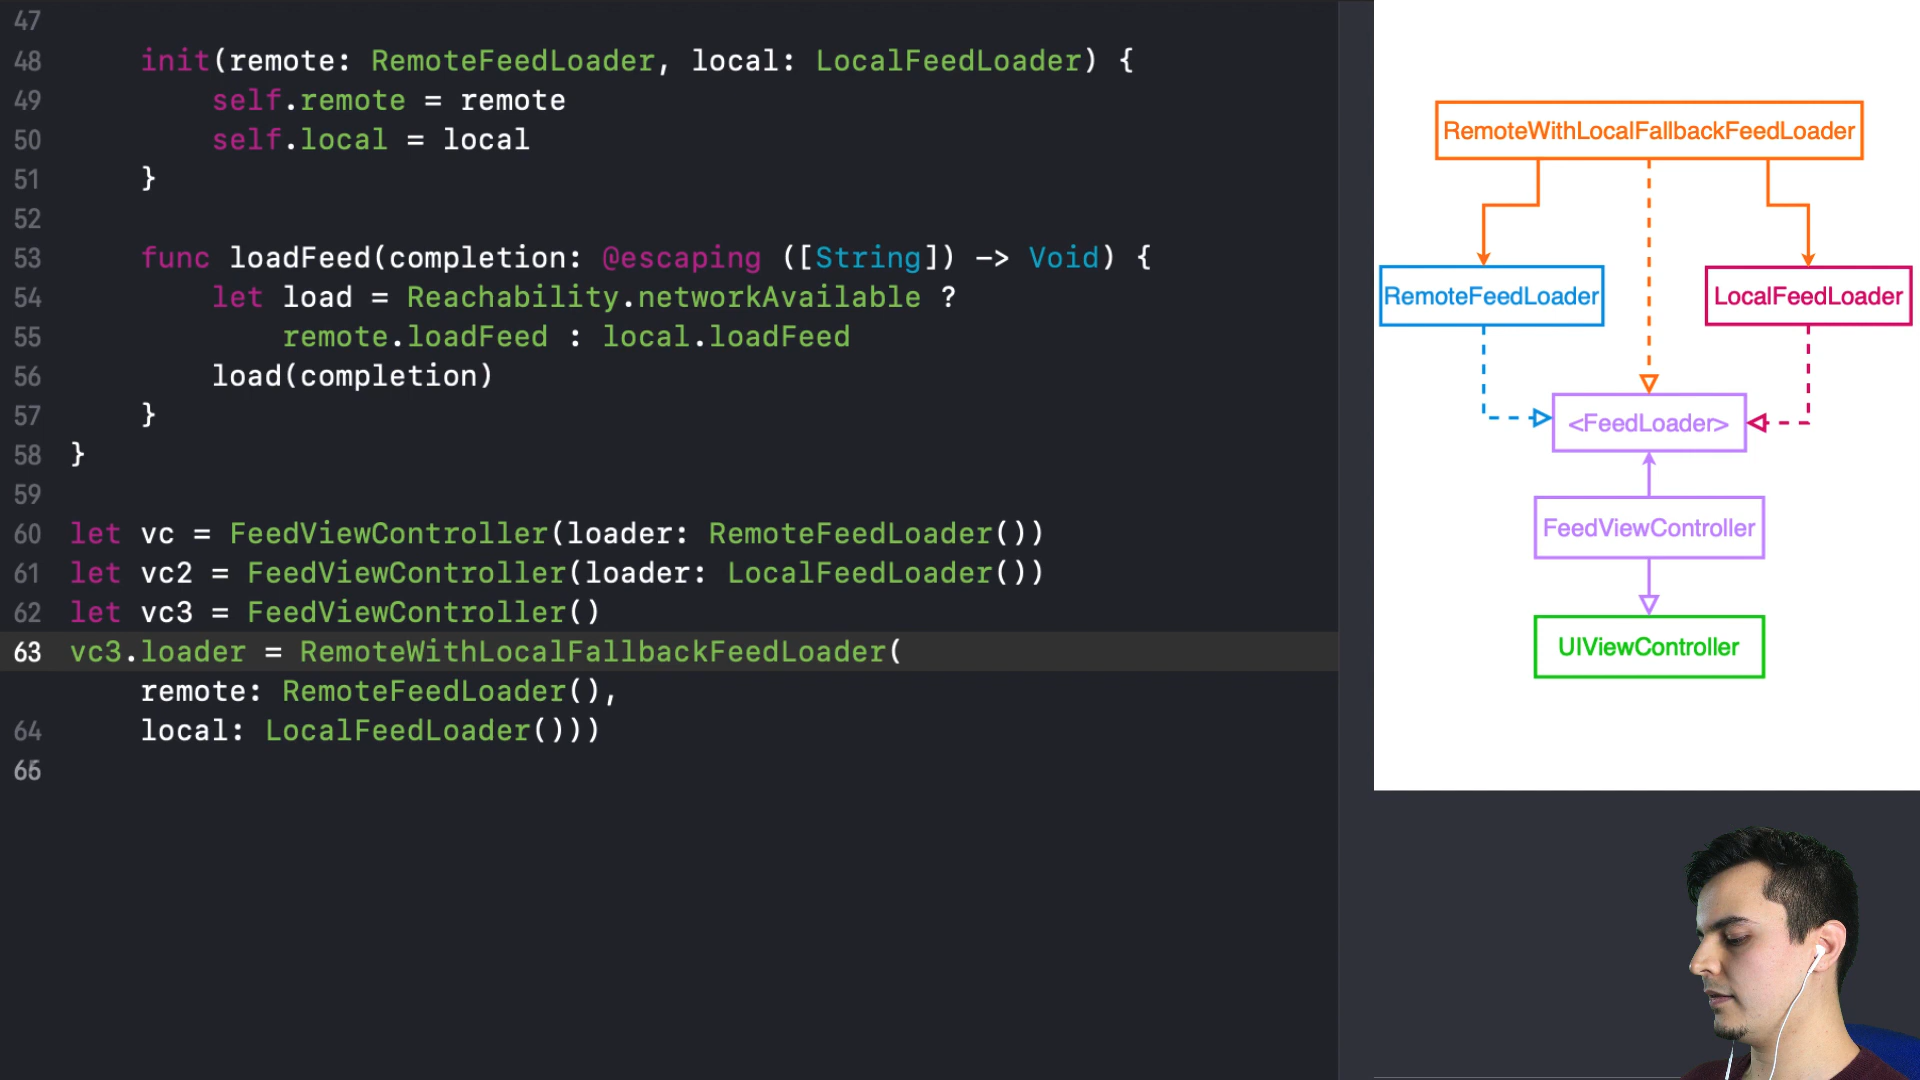 47
48 init(remote: RemoteFeedLoader, local: LocalFeedLoader) {
49 self.remote = remote
50 self.local = local
51 }
52
53 func loadFeed(completion: @escaping ([String]) -> Void) {
54 let load = Reachability.networkAvailable ?
55 remote.loadFeed : local.loadFeed
56 load(completion)
57 }
58 }
59
60 let vc = FeedViewController(loader: RemoteFeedLoader())
61 let vc2 = FeedViewController(loader: LocalFeedLoader())
62 let vc3 = FeedViewController()
63 vc3.loader = RemoteWithLocalFallbackFeedLoader(
remote: RemoteFeedLoader(),
64 local: LocalFeedLoader()))
65
RemoteWithLocalFallbackFeedLoader
RemoteFeedLoader
LocalFeedLoader
<FeedLoader>
FeedViewController
UIViewController